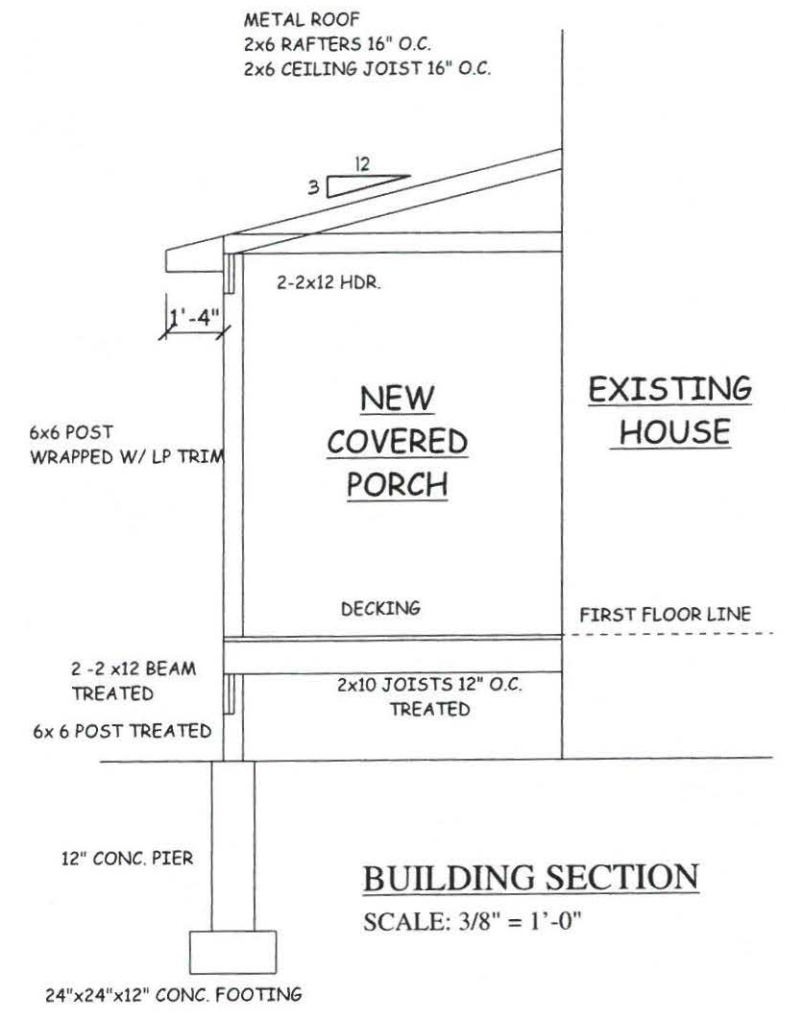 METAL ROOF
2x6 RAFTERS 16" O.C.
2x6 CEILING JOIST 16" O.C.
12
3
2-2x12 HDR.
1'-4"
NEW
COVERED
PORCH
EXISTING
HOUSE
6x6 POST
WRAPPED W/ LP TRIM
DECKING
FIRST FLOOR LINE
2 -2 x12 BEAM
TREATED
2x10 JOISTS 12" O.C.
TREATED
6x 6 POST TREATED
12" CONC. PIER
BUILDING SECTION
SCALE: 3/8" = 1'-0"
24"x24"x12" CONC. FOOTING